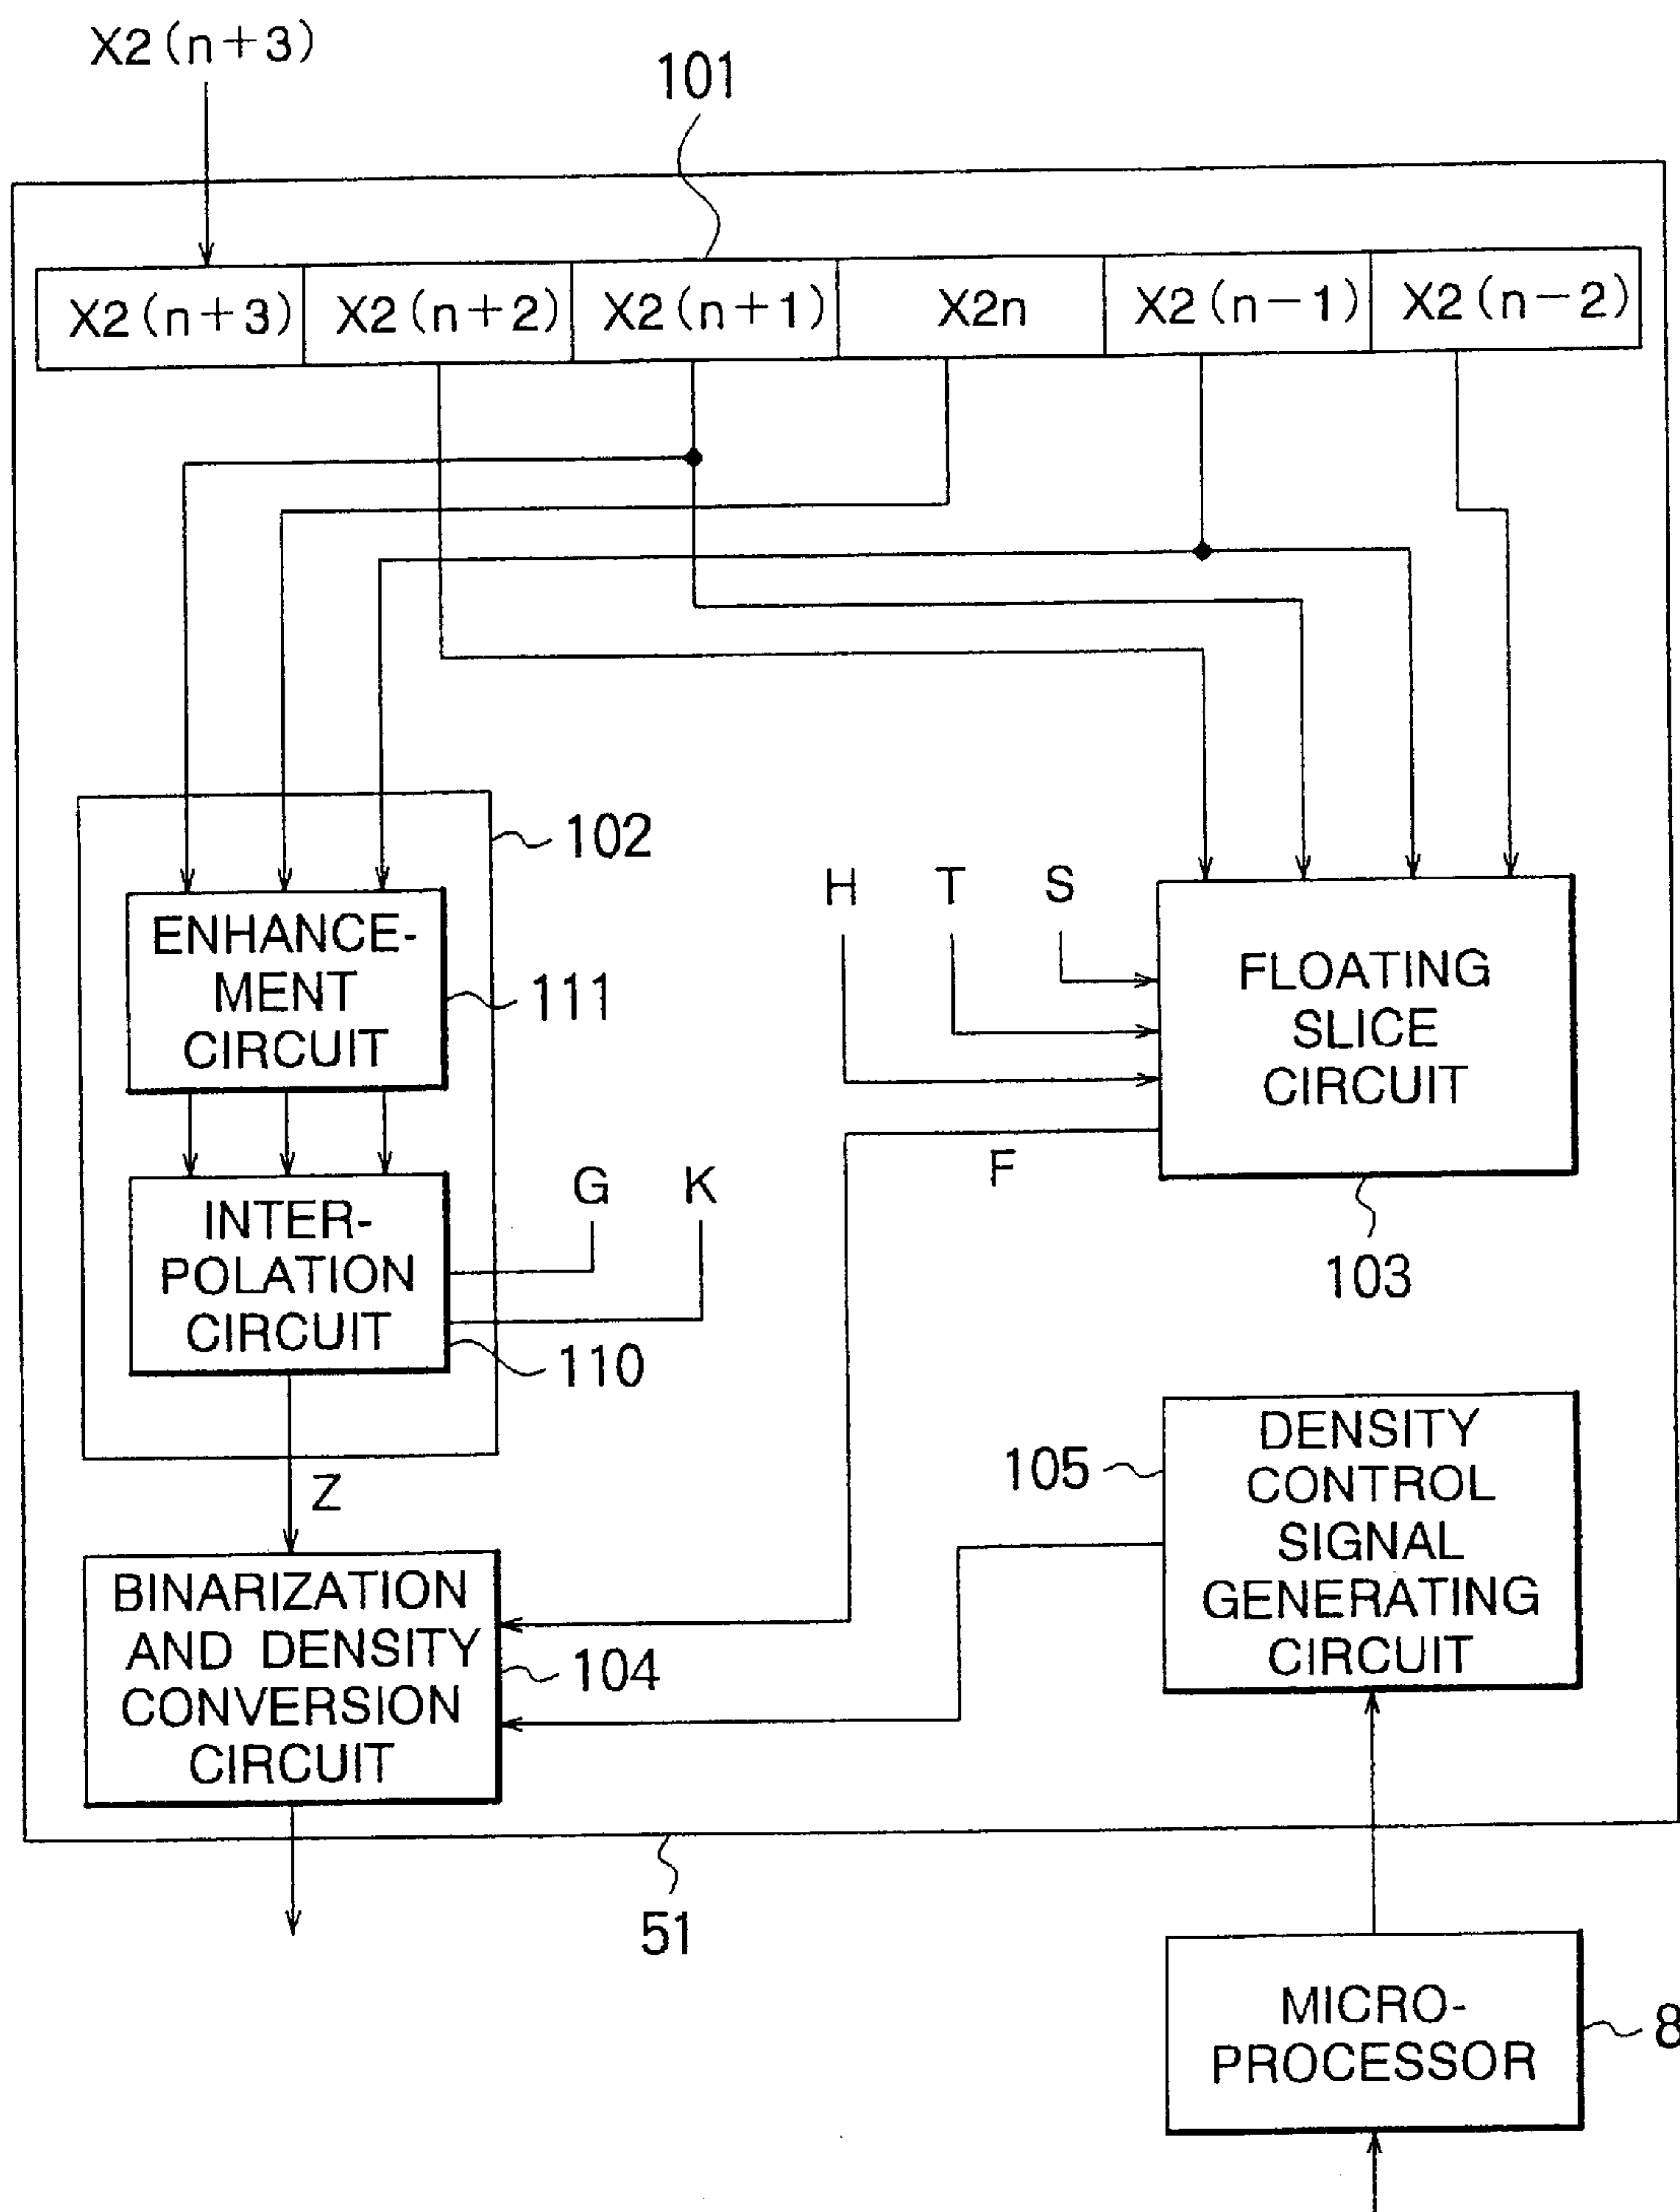 X2(n+3)
101
X2(n+3) X2(n+2) X2(n+1) X2n X2(n−1) X2(n−2)
102
H T S
ENHANCE-
MENT
CIRCUIT
111
FLOATING
SLICE
CIRCUIT
F
103
G K
INTER-
POLATION
CIRCUIT
110
Z
105
DENSITY
CONTROL
SIGNAL
GENERATING
CIRCUIT
BINARIZATION
AND DENSITY
CONVERSION
CIRCUIT
104
51
MICRO-
PROCESSOR
8